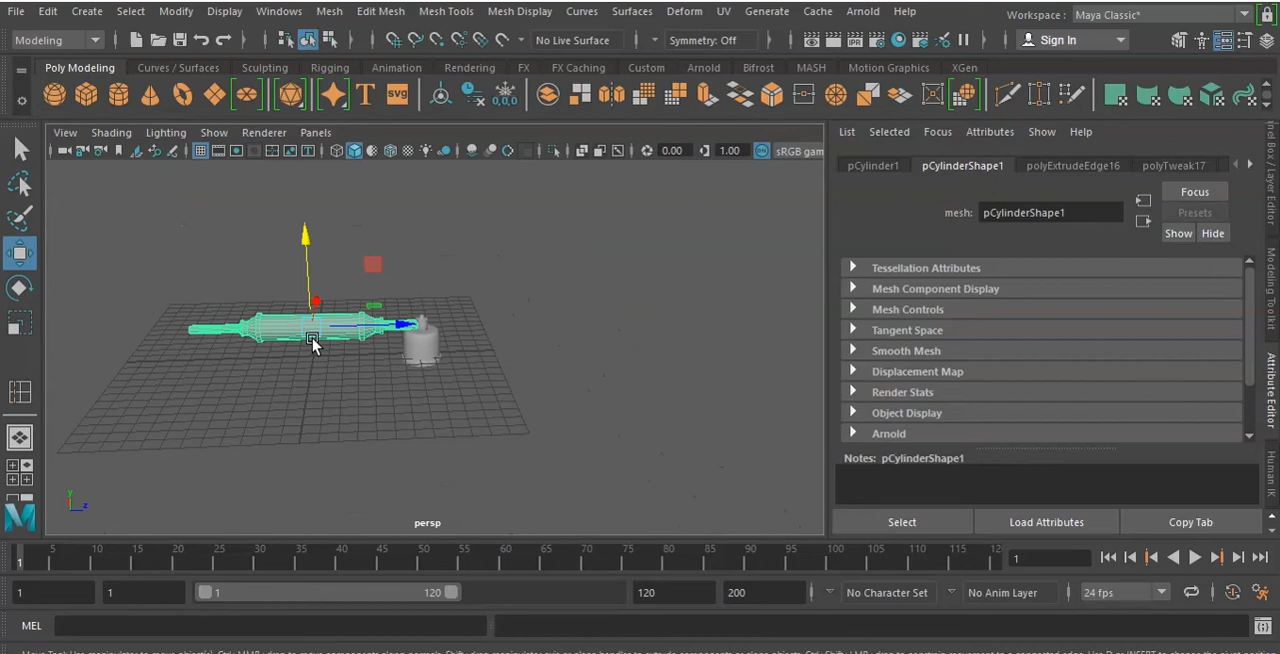 File Edit Create Select Modify Display Windows Mesh Edit Mesh Mesh Tools Mesh Display Curves Surfaces Deform UV Generate Cache Arnold Help Workspace : Maya Classic*
Modeling No Live Surface Symmetry: Off Sign In
Poly Modeling Curves / Surfaces Sculpting Rigging Animation Rendering FX FX Caching Custom Arnold Bifrost MASH Motion Graphics XGen
T SVG 0,0,0
View Shading Lighting Show Renderer Panels
0.00 1.00 sRGB gam
List Selected Focus Attributes Show Help
pCylinder1 pCylinderShape1 polyExtrudeEdge16 polyTweak17
Focus
mesh: pCylinderShape1 Presets
Show Hide
Tessellation Attributes
Mesh Component Display
Mesh Controls
Tangent Space
Smooth Mesh
Displacement Map
Render Stats
Object Display
Arnold
Notes: pCylinderShape1
Select Load Attributes Copy Tab
Modeling Toolkit
Attribute Editor
Human IK
y
z
persp
5 10 15 20 25 30 35 40 45 50 55 60 65 70 75 80 85 90 95 100 105 110 115 12
1 1
1 1 1 120 120 200 No Character Set No Anim Layer 24 fps
MEL